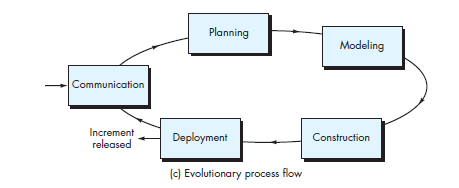 Planning
Modeling
Communication
Increment
released
Deployment
Construction
(c) Evolutionary process flow